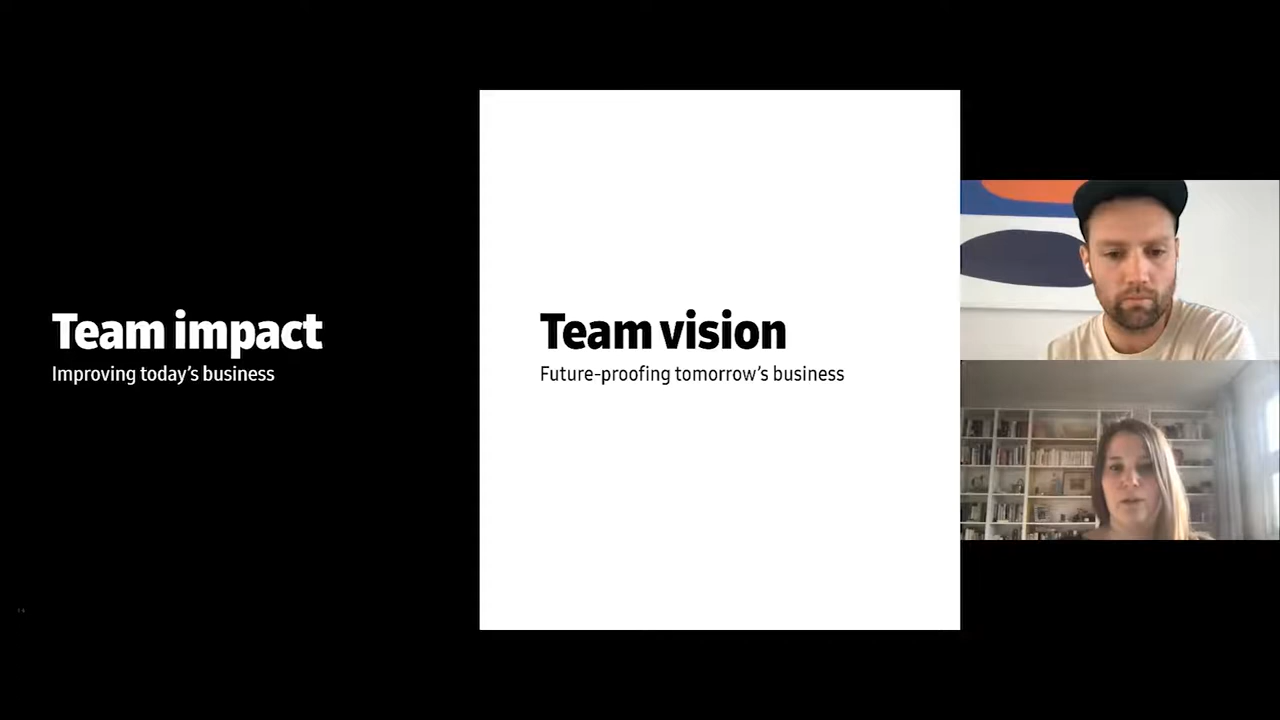 Team impact
Improving today's business
Team vision
Future-proofing tomorrow's business